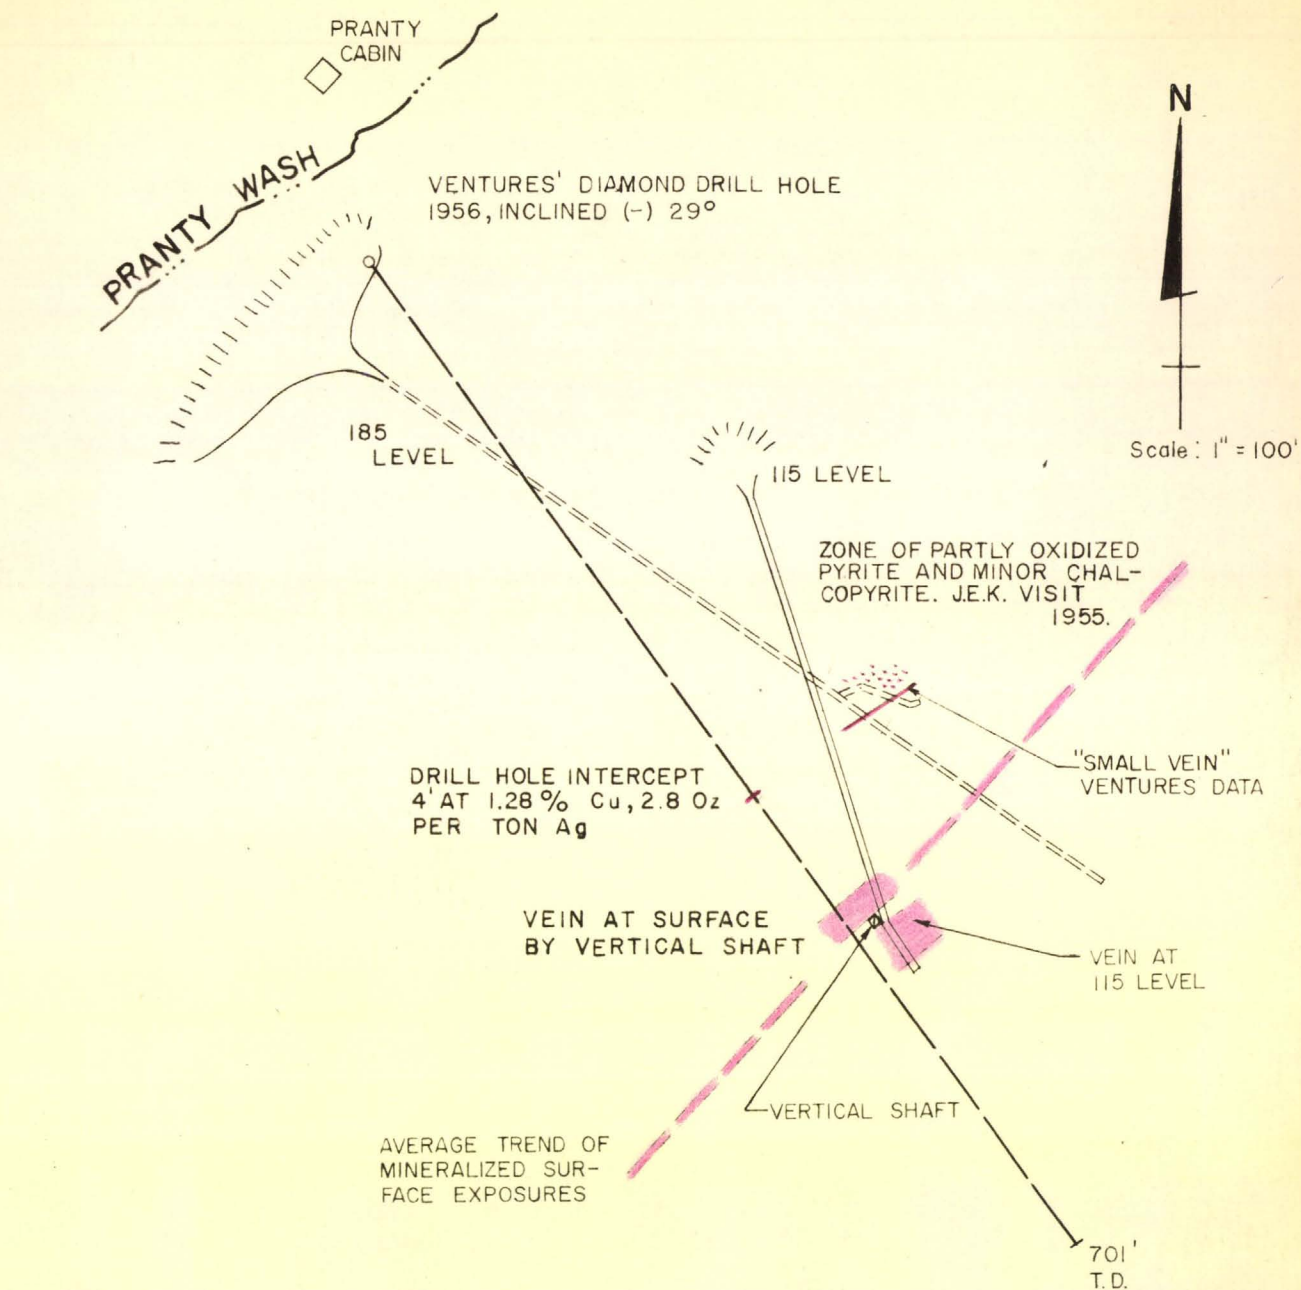 PRANTY
CABIN
N
PRANTY WASH
VENTURES' DIAMOND DRILL HOLE
1956, INCLINED (-) 29°
185
LEVEL
115 LEVEL
Scale: 1" = 100'
ZONE OF PARTLY OXIDIZED
PYRITE AND MINOR CHAL-
COPYRITE. J.E.K. VISIT
1955.
"SMALL VEIN"
VENTURES DATA
DRILL HOLE INTERCEPT
4' AT 1.28% Cu, 2.8 Oz
PER TON Ag
VEIN AT SURFACE
BY VERTICAL SHAFT
VEIN AT
115 LEVEL
VERTICAL SHAFT
AVERAGE TREND OF
MINERALIZED SUR-
FACE EXPOSURES
701'
T.D.